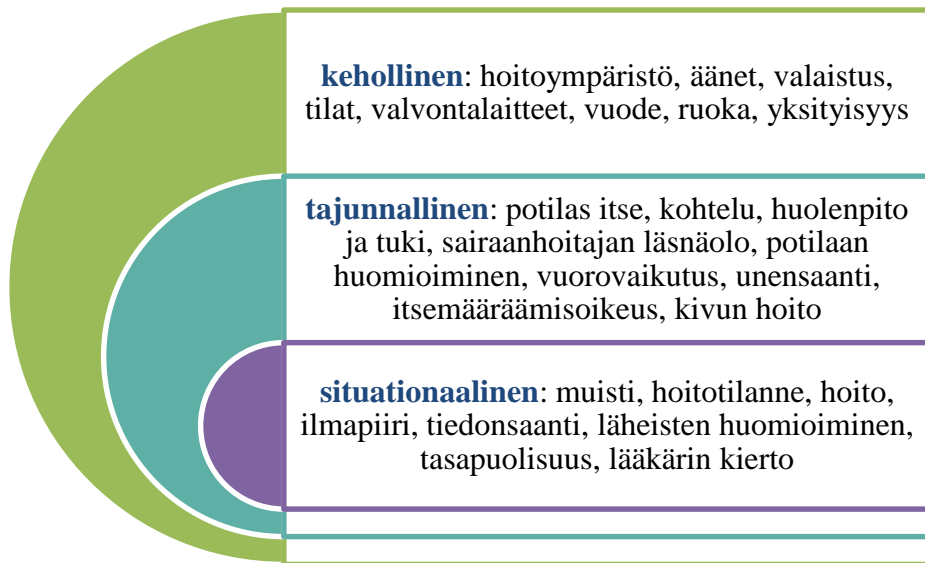 kehollinen: hoitoympäristö, äänet, valaistus,
tilat, valvontalaitteet, vuode, ruoka, yksityisyys
tajunnallinen: potilas itse, kohtelu, huolenpito
ja tuki, sairaanhoitajan läsnäolo, potilaan
huomioiminen, vuorovaikutus, unensaanti,
itsemääräämisoikeus, kivun hoito
situationaalinen: muisti, hoitotilanne, hoito,
ilmapiiri, tiedonsaanti, läheisten huomioiminen,
tasapuolisuus, lääkärin kierto